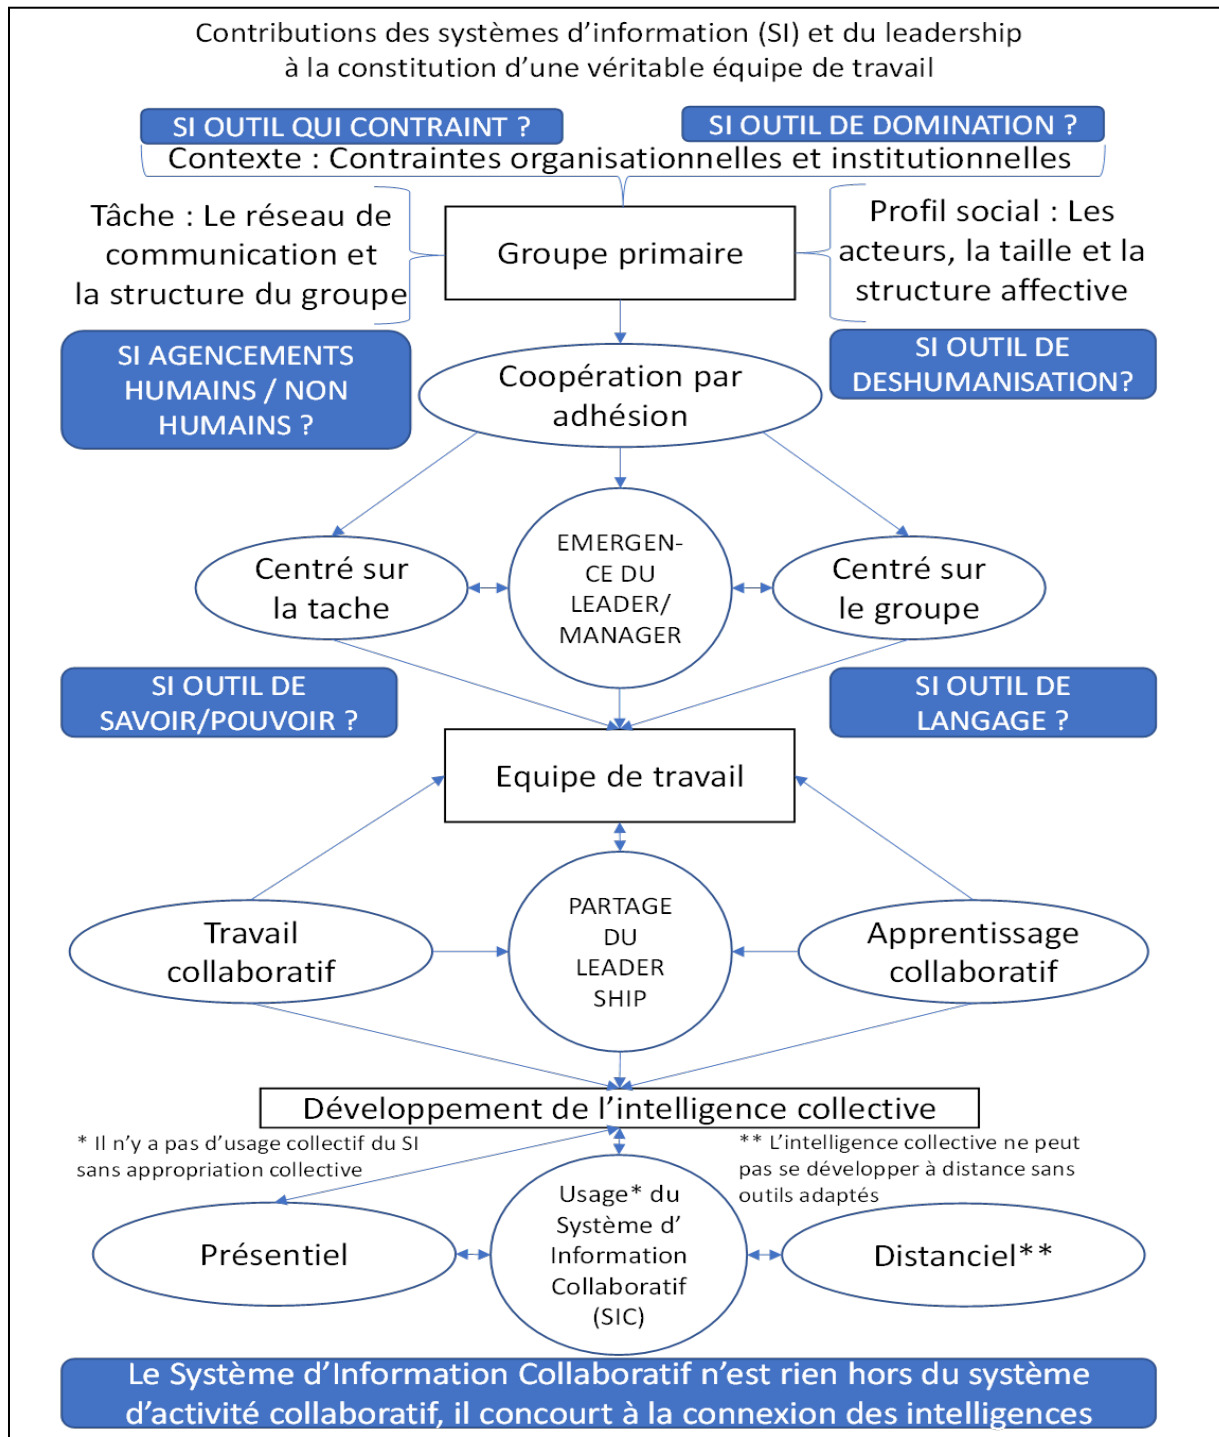 Contributions des systèmes d’information (SI) et du leadership
à la constitution d’une véritable équipe de travail
SI OUTIL QUI CONTRAINT ?
SI OUTIL DE DOMINATION ?
Contexte : Contraintes organisationnelles et institutionnelles
Tâche : Le réseau de
communication et
la structure du groupe
Groupe primaire
Profil social : Les
acteurs, la taille et la
structure affective
SI AGENCEMENTS
HUMAINS / NON
HUMAINS ?
Coopération par
adhésion
SI OUTIL DE
DESHUMANISATION?
Centré sur
la tache
EMERGEN-
CE DU
LEADER/
MANAGER
Centré sur
le groupe
SI OUTIL DE
SAVOIR/POUVOIR ?
SI OUTIL DE
LANGAGE ?
Equipe de travail
Travail
collaboratif
PARTAGE
DU
LEADER
SHIP
Apprentissage
collaboratif
Développement de l’intelligence collective
* Il n’y a pas d’usage collectif du SI
sans appropriation collective
** L’intelligence collective ne peut
pas se développer à distance sans
outils adaptés
Présentiel
Usage* du
Système d’
Information
Collaboratif
(SIC)
Distanciel**
Le Système d’Information Collaboratif n’est rien hors du système
d’activité collaboratif, il concourt à la connexion des intelligences